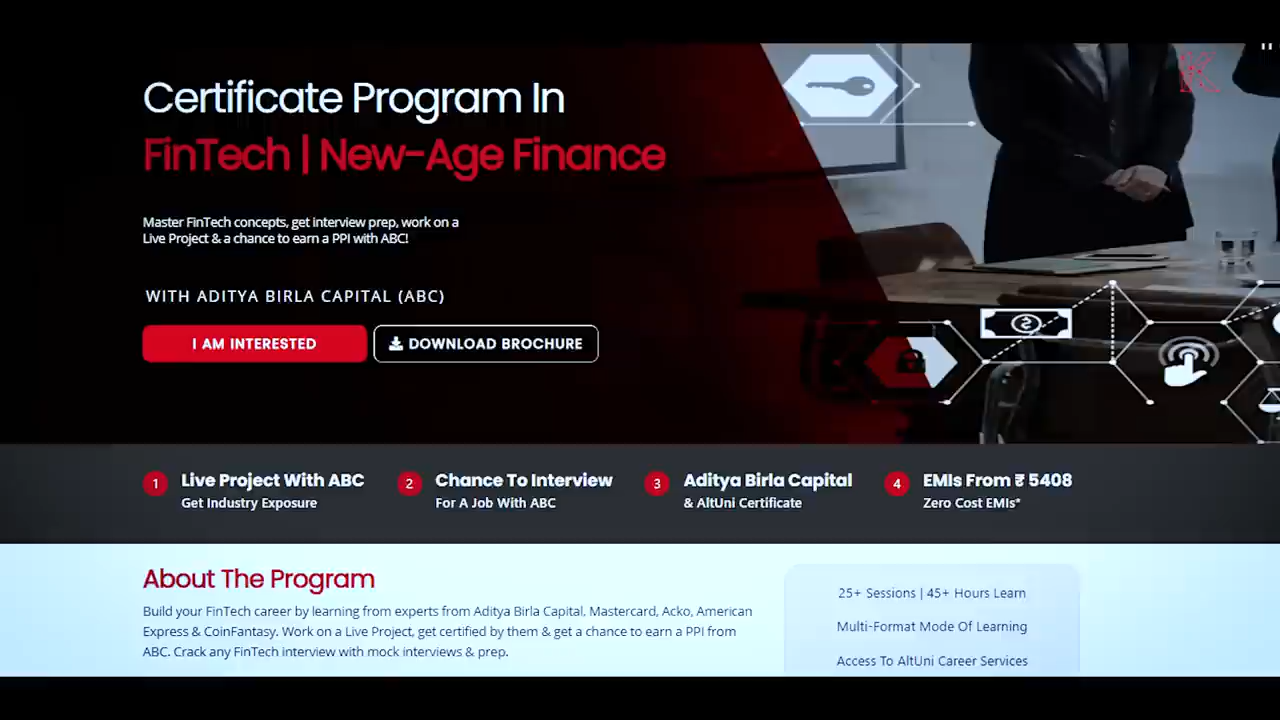 Certificate Program In
FinTech | New-Age Finance
Master FinTech concepts, get interview prep, work on a
Live Project & a chance to earn a PPI with ABC!
WITH ADITYA BIRLA CAPITAL (ABC)
I AM INTERESTED
DOWNLOAD BROCHURE
1 Live Project With ABC
Get Industry Exposure
2 Chance To Interview
For A Job With ABC
3 Aditya Birla Capital
& AltUni Certificate
4 EMIs From ₹ 5408
Zero Cost EMIs*
About The Program
Build your FinTech career by learning from experts from Aditya Birla Capital, Mastercard, Acko, American
Express & CoinFantasy. Work on a Live Project, get certified by them & get a chance to earn a PPI from
ABC. Crack any FinTech interview with mock interviews & prep.
25+ Sessions | 45+ Hours Learn
Multi-Format Mode Of Learning
Access To AltUni Career Services